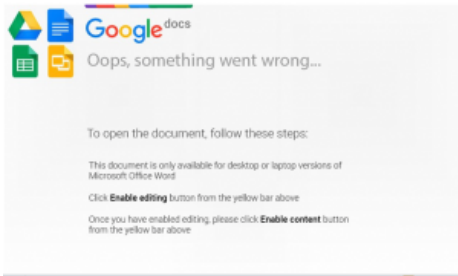 Google docs
Oops, something went wrong...
To open the document, follow these steps:
This document is only available for desktop or laptop versions of
Microsoft Office Word
Click Enable editing button from the yellow bar above
Once you have enabled editing, please click Enable content button
from the yellow bar above